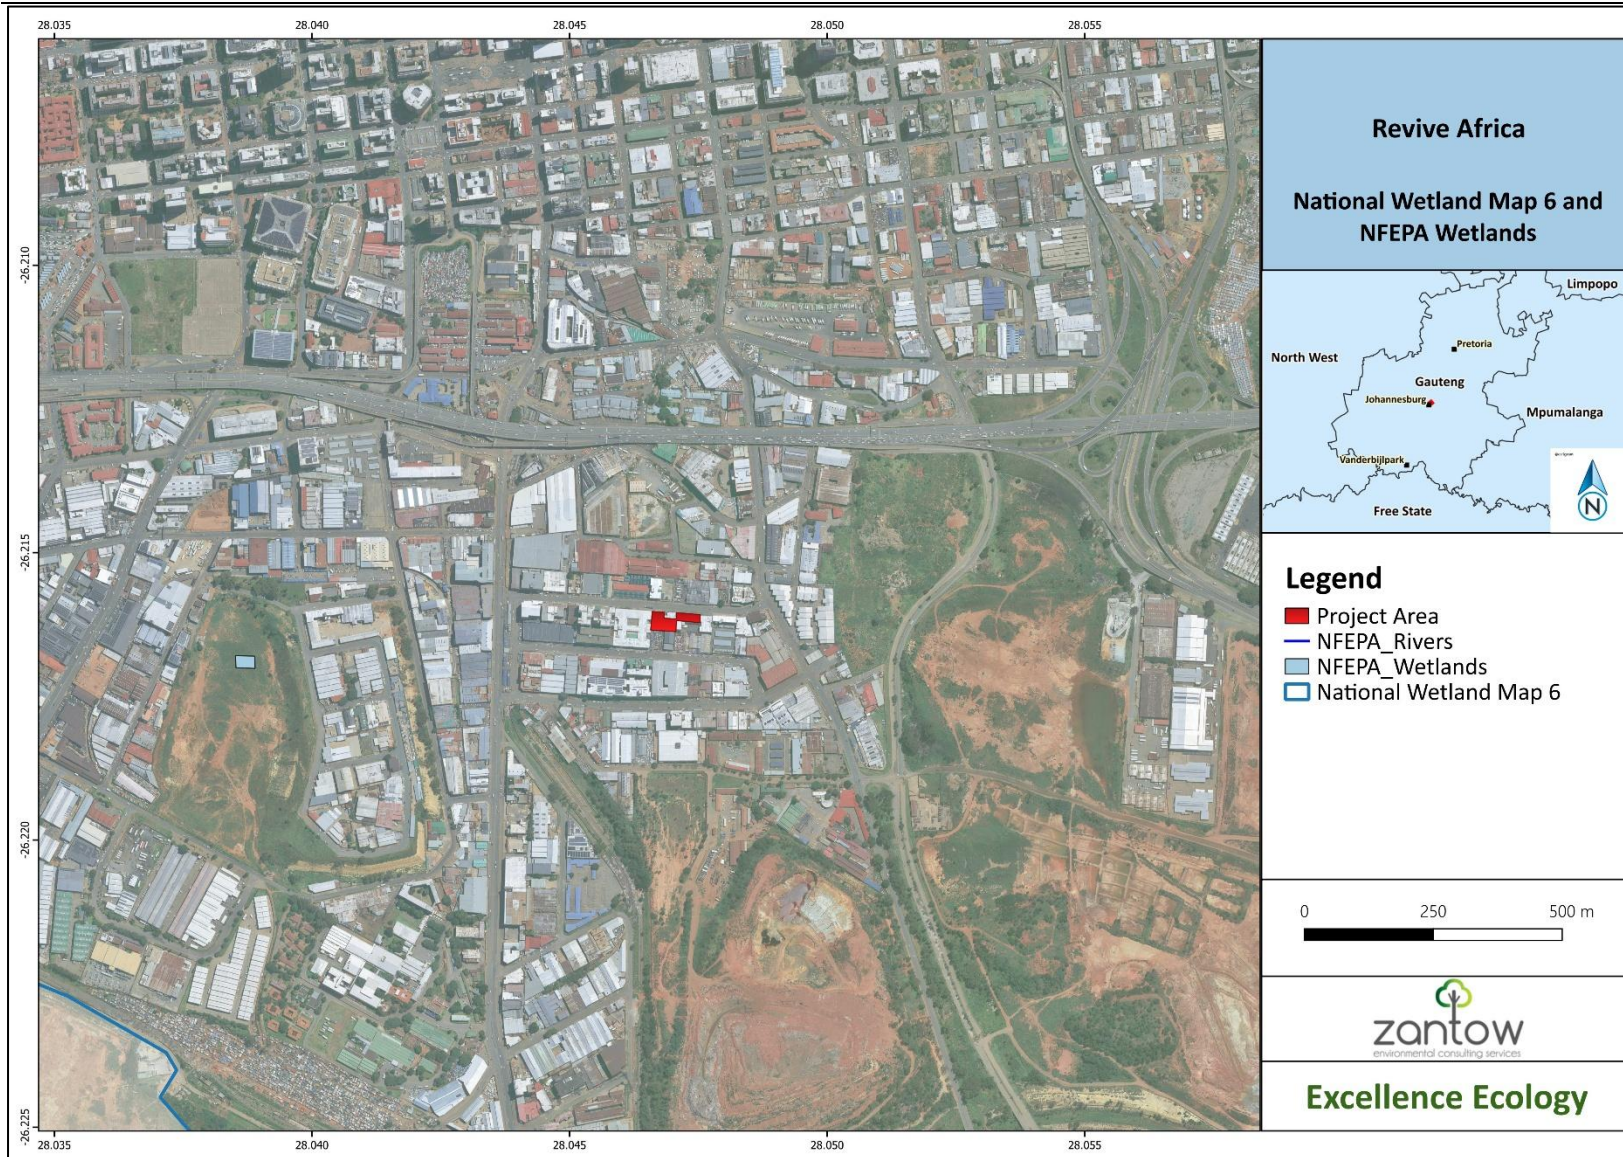 28.035 28.040 28.045 28.050 28.055
-26.210
-26.215
-26.220
-26.225
28.035 28.040 28.045 28.050 28.055
Revive Africa
National Wetland Map 6 and
NFEPA Wetlands
Limpopo
Pretoria
North West
Gauteng
Johannesburg
Mpumalanga
Vanderbijlpark
Free State
N
Legend
Project Area
NFEPA_Rivers
NFEPA_Wetlands
National Wetland Map 6
0 250 500 m
zantow
environmental consulting services
Excellence Ecology